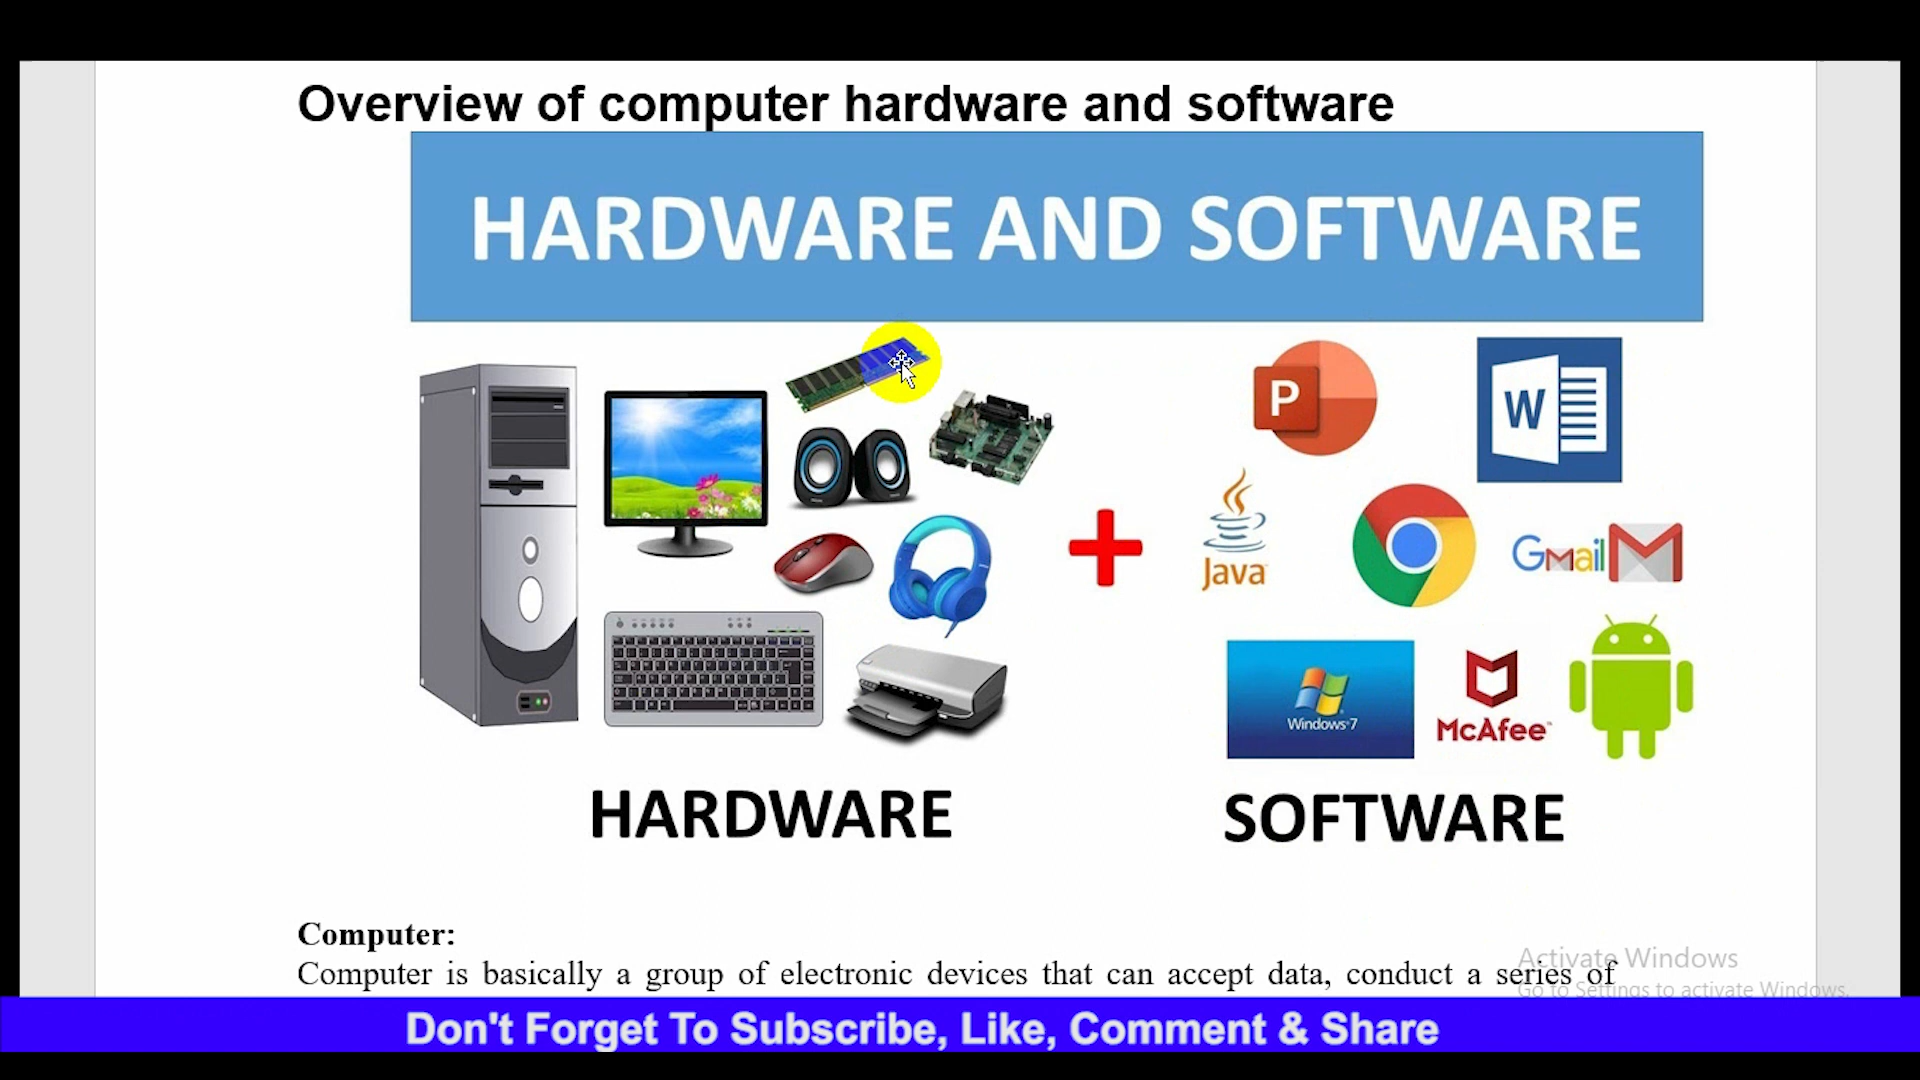 Overview of computer hardware and software
HARDWARE AND SOFTWARE
P
W
Java
Gmail
Windows 7
McAfee™
HARDWARE
SOFTWARE
Computer:
Computer is basically a group of electronic devices that can accept data, conduct a series of
Activate Windows
Go to Settings to activate Windows.
Don't Forget To Subscribe, Like, Comment & Share